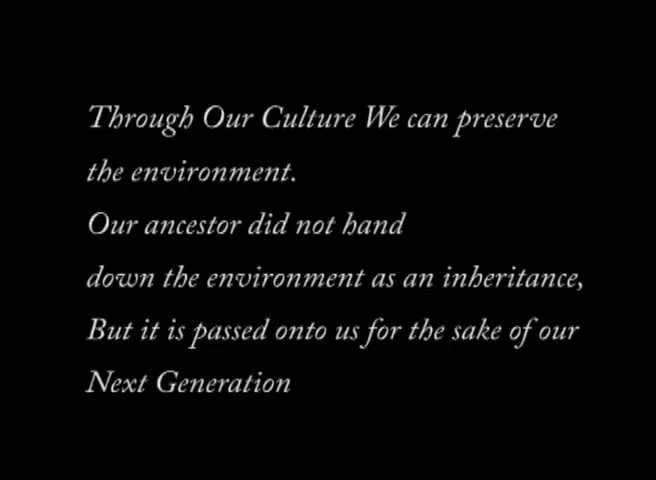 Through Our Culture We can preserve
the environment.
Our ancestor did not hand
down the environment as an inheritance,
But it is passed onto us for the sake of our
Next Generation